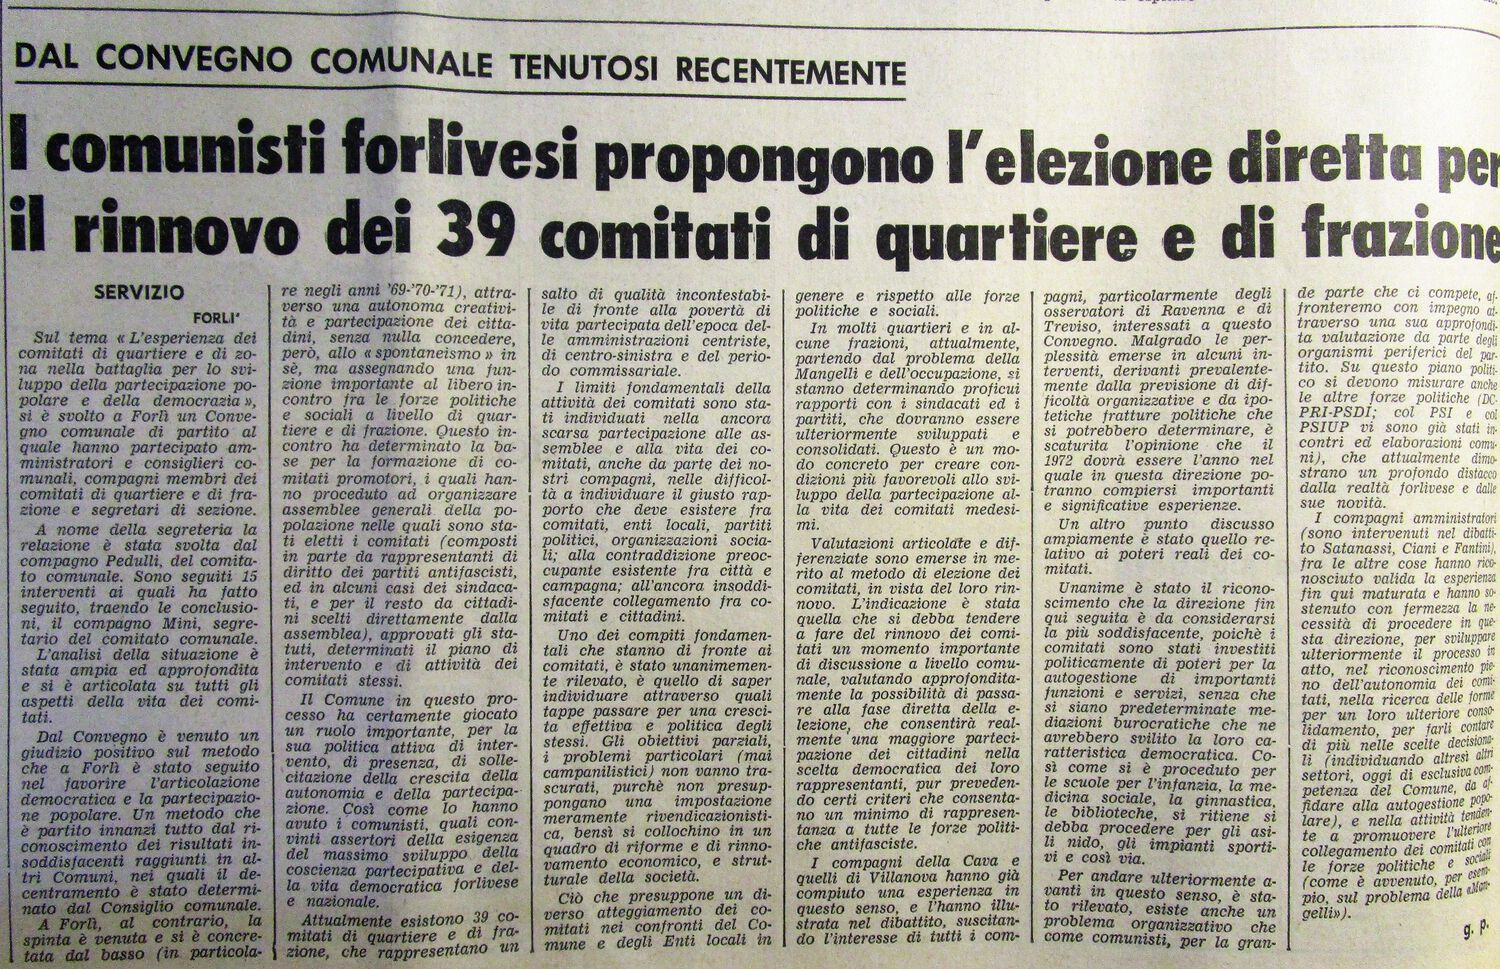 DAL CONVEGNO COMUNALE TENUTOSI RECENTEMENTE
I comunisti forlivesi propongono l'elezione diretta per
il rinnovo dei 39 comitati di quartiere e di frazione
SERVIZIO
FORLI'
Sul tema «L'esperienza dei
comitati di quartiere e di zo-
na nella battaglia per lo svi-
luppo della partecipazione po-
polare e della democrazia»,
si è svolto a Forlì un Conve-
gno comunale di partito al
quale hanno partecipato am-
ministratori e consiglieri co-
munali, compagni membri dei
comitati di quartiere e di fra-
zione e segretari di sezione.
A nome della segreteria la
relazione è stata svolta dal
compagno Pedulli, del comita-
to comunale. Sono seguiti 15
interventi ai quali ha fatto
seguito, traendo le conclusio-
ni, il compagno Mini, segre-
tario del comitato comunale.
L'analisi della situazione è
stata ampia ed approfondita
e si è articolata su tutti gli
aspetti della vita dei comi-
tati.
Dal Convegno è venuto un
giudizio positivo sul metodo
che a Forlì è stato seguito
nel favorire l'articolazione
democratica e la partecipazio-
ne popolare. Un metodo che
è partito innanzi tutto dal ri-
conoscimento dei risultati in-
soddisfacenti raggiunti in al-
tri Comuni, nei quali il de-
centramento è stato determi-
nato dal Consiglio comunale.
A Forlì, al contrario, la
spinta è venuta e si è concre-
tata dal basso (in particola-
re negli anni '69-'70-'71), attra-
verso una autonoma creativi-
tà e partecipazione dei citta-
dini, senza nulla concedere,
però, allo «spontaneismo» in
sè, ma assegnando una fun-
zione importante al libero in-
contro fra le forze politiche
e sociali a livello di quar-
tiere e di frazione. Questo in-
contro ha determinato la ba-
se per la formazione di co-
mitati promotori, i quali han-
no proceduto ad organizzare
assemblee generali della po-
polazione nelle quali sono sta-
ti eletti i comitati (composti
in parte da rappresentanti di
diritto dei partiti antifascisti,
ed in alcuni casi dei sindaca-
ti, e per il resto da cittadi-
ni scelti direttamente dalla
assemblea), approvati gli sta-
tuti, determinati il piano di
intervento e di attività dei
comitati stessi.
Il Comune in questo pro-
cesso ha certamente giocato
un ruolo importante, per la
sua politica attiva di inter-
vento, di presenza, di solle-
citazione della crescita della
autonomia e della partecipa-
zione. Così come lo hanno
avuto i comunisti, quali con-
vinti assertori della esigenza
del massimo sviluppo della
coscienza partecipativa e del-
la vita democratica forlivese
e nazionale.
Attualmente esistono 39 co-
mitati di quartiere e di fra-
zione, che rappresentano un
salto di qualità incontestabi-
le di fronte alla povertà di
vita partecipata dell'epoca del-
le amministrazioni centriste,
di centro-sinistra e del perio-
do commissariale.
I limiti fondamentali della
attività dei comitati sono sta-
ti individuati nella ancora
scarsa partecipazione alle as-
semblee e alla vita dei co-
mitati, anche da parte dei no-
stri compagni, nelle difficol-
tà a individuare il giusto rap-
porto che deve esistere fra
comitati, enti locali, partiti
politici, organizzazioni socia-
li; alla contraddizione preoc-
cupante esistente fra città e
campagna; all'ancora insoddi-
sfacente collegamento fra co-
mitati e cittadini.
Uno dei compiti fondamen-
tali che stanno di fronte ai
comitati, è stato unanimemen-
te rilevato, è quello di saper
individuare attraverso quali
tappe passare per una cresci-
ta effettiva e politica degli
stessi. Gli obiettivi parziali,
i problemi particolari (mai
campanilistici) non vanno tra-
scurati, purchè non presup-
pongano una impostazione
meramente rivendicazionisti-
ca, bensì si collochino in un
quadro di riforme e di rinno-
vamento economico, e strut-
turale della società.
Ciò che presuppone un di-
verso atteggiamento dei co-
mitati nei confronti del Co-
mune e degli Enti locali in
genere e rispetto alle forze
politiche e sociali.
In molti quartieri e in al-
cune frazioni, attualmente,
partendo dal problema della
Mangelli e dell'occupazione, si
stanno determinando proficui
rapporti con i sindacati ed i
partiti, che dovranno essere
ulteriormente sviluppati e
consolidati. Questo è un mo-
do concreto per creare con-
dizioni più favorevoli allo svi-
luppo della partecipazione al-
la vita dei comitati medesi-
mi.
Valutazioni articolate e dif-
ferenziate sono emerse in me-
rito al metodo di elezione dei
comitati, in vista del loro rin-
novo. L'indicazione è stata
quella che si debba tendere
a fare del rinnovo dei comi-
tati un momento importante
di discussione a livello comu-
nale, valutando approfondita-
mente la possibilità di passa-
re alla fase diretta della e-
lezione, che consentirà real-
mente una maggiore parteci-
pazione dei cittadini nella
scelta democratica dei loro
rappresentanti, pur preveden-
do certi criteri che consenta-
no un minimo di rappresen-
tanza a tutte le forze politi-
che antifasciste.
I compagni della Cava e
quelli di Villanova hanno già
compiuto una esperienza in
questo senso, e l'hanno illu-
strata nel dibattito, suscitan-
do l'interesse di tutti i com-
pagni, particolarmente degli
osservatori di Ravenna e di
Treviso, interessati a questo
Convegno. Malgrado le per-
plessità emerse in alcuni in-
terventi, derivanti prevalente-
mente dalla previsione di dif-
ficoltà organizzative e da ipo-
tetiche fratture politiche che
si potrebbero determinare, è
scaturita l'opinione che il
1972 dovrà essere l'anno nel
quale in questa direzione po-
tranno compiersi importanti
e significative esperienze.
Un altro punto discusso
ampiamente è stato quello re-
lativo ai poteri reali dei co-
mitati.
Unanime è stato il ricono-
scimento che la direzione fin
qui seguita è da considerarsi
la più soddisfacente, poichè i
comitati sono stati investiti
politicamente di poteri per la
autogestione di importanti
funzioni e servizi, senza che
si siano predeterminate me-
diazioni burocratiche che ne
avrebbero svilito la loro ca-
ratteristica democratica. Co-
sì come si è proceduto per
le scuole per l'infanzia, la me-
dicina sociale, la ginnastica,
le biblioteche, si ritiene si
debba procedere per gli asi-
li nido, gli impianti sporti-
vi e così via.
Per andare ulteriormente a-
vanti in questo senso, è sta-
to rilevato, esiste anche un
problema organizzativo che
come comunisti, per la gran-
de parte che ci compete, af-
fronteremo con impegno at-
traverso una sua approfondi-
ta valutazione da parte degli
organismi periferici del par-
tito. Su questo piano politi-
co si devono misurare anche
le altre forze politiche (DC-
PRI-PSDI; col PSI e col
PSIUP vi sono già stati in-
contri ed elaborazioni comu-
ni), che attualmente dimo-
strano un profondo distacco
dalla realtà forlivese e dalle
sue novità.
I compagni amministratori
(sono intervenuti nel dibatti-
to Satanassi, Ciani e Fantini),
fra le altre cose hanno rico-
nosciuto valida la esperienza
fin qui maturata e hanno so-
stenuto con fermezza la ne-
cessità di procedere in que-
sta direzione, per sviluppare
ulteriormente il processo in
atto, nel riconoscimento pie-
no dell'autonomia dei comi-
tati, nella ricerca delle forme
per un loro ulteriore conso-
lidamento, per farli contare
di più nelle scelte decisiona-
li (individuando altresì altri
settori, oggi di esclusiva com-
petenza del Comune, da af-
fidare alla autogestione popo-
lare), e nella attività tenden-
te a promuovere l'ulteriore
collegamento dei comitati con
le forze politiche e sociali
(come è avvenuto, per esem-
pio, sul problema della «Man-
gelli»).
g. p.